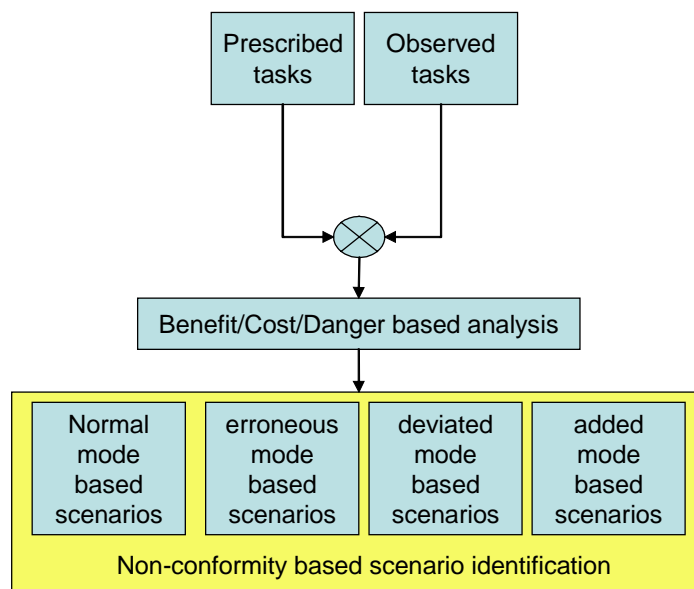 Prescribed
tasks
Observed
tasks
Benefit/Cost/Danger based analysis
Normal
mode
based
scenarios
erroneous
mode
based
scenarios
deviated
mode
based
scenarios
added
mode
based
scenarios
Non-conformity based scenario identification